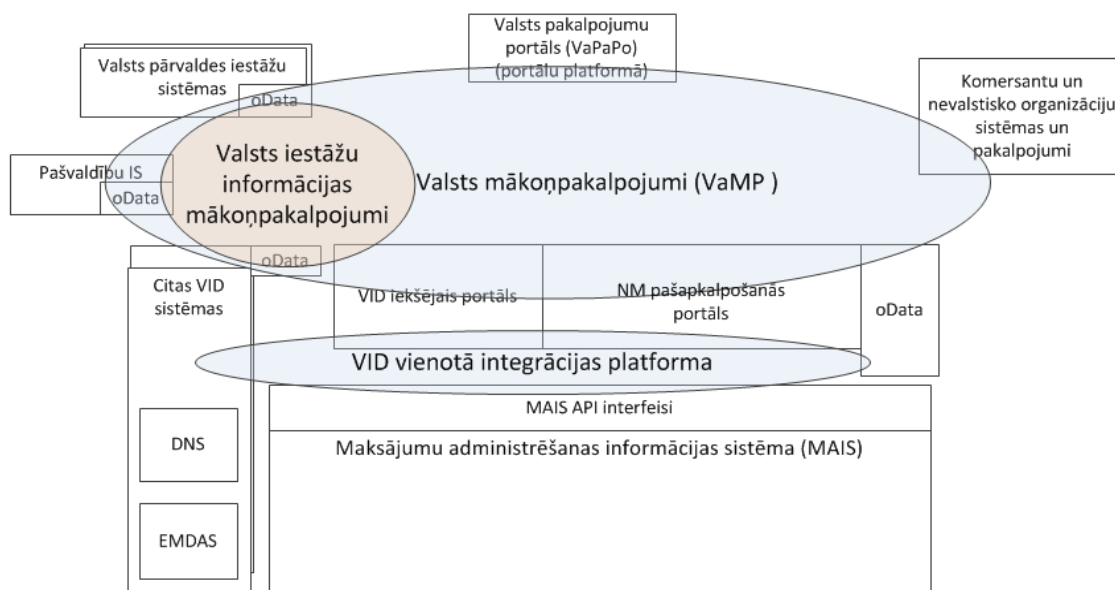 Valsts pakalpojumu
portāls (VaPaPo)
(portālu platformā)
Valsts pārvaldes iestāžu
sistēmas
oData
Komersantu un
nevalstisko organizāciju
sistēmas un
pakalpojumi
Pašvaldību IS
oData
Valsts iestāžu
informācijas
mākoņpakalpojumi
Valsts mākoņpakalpojumi (VaMP )
oData
Citas VID
sistēmas
VID iekšējais portāls
NM pašapkalpošanās
portāls
oData
VID vienotā integrācijas platforma
MAIS API interfeisi
Maksājumu administrēšanas informācijas sistēma (MAIS)
DNS
EMDAS